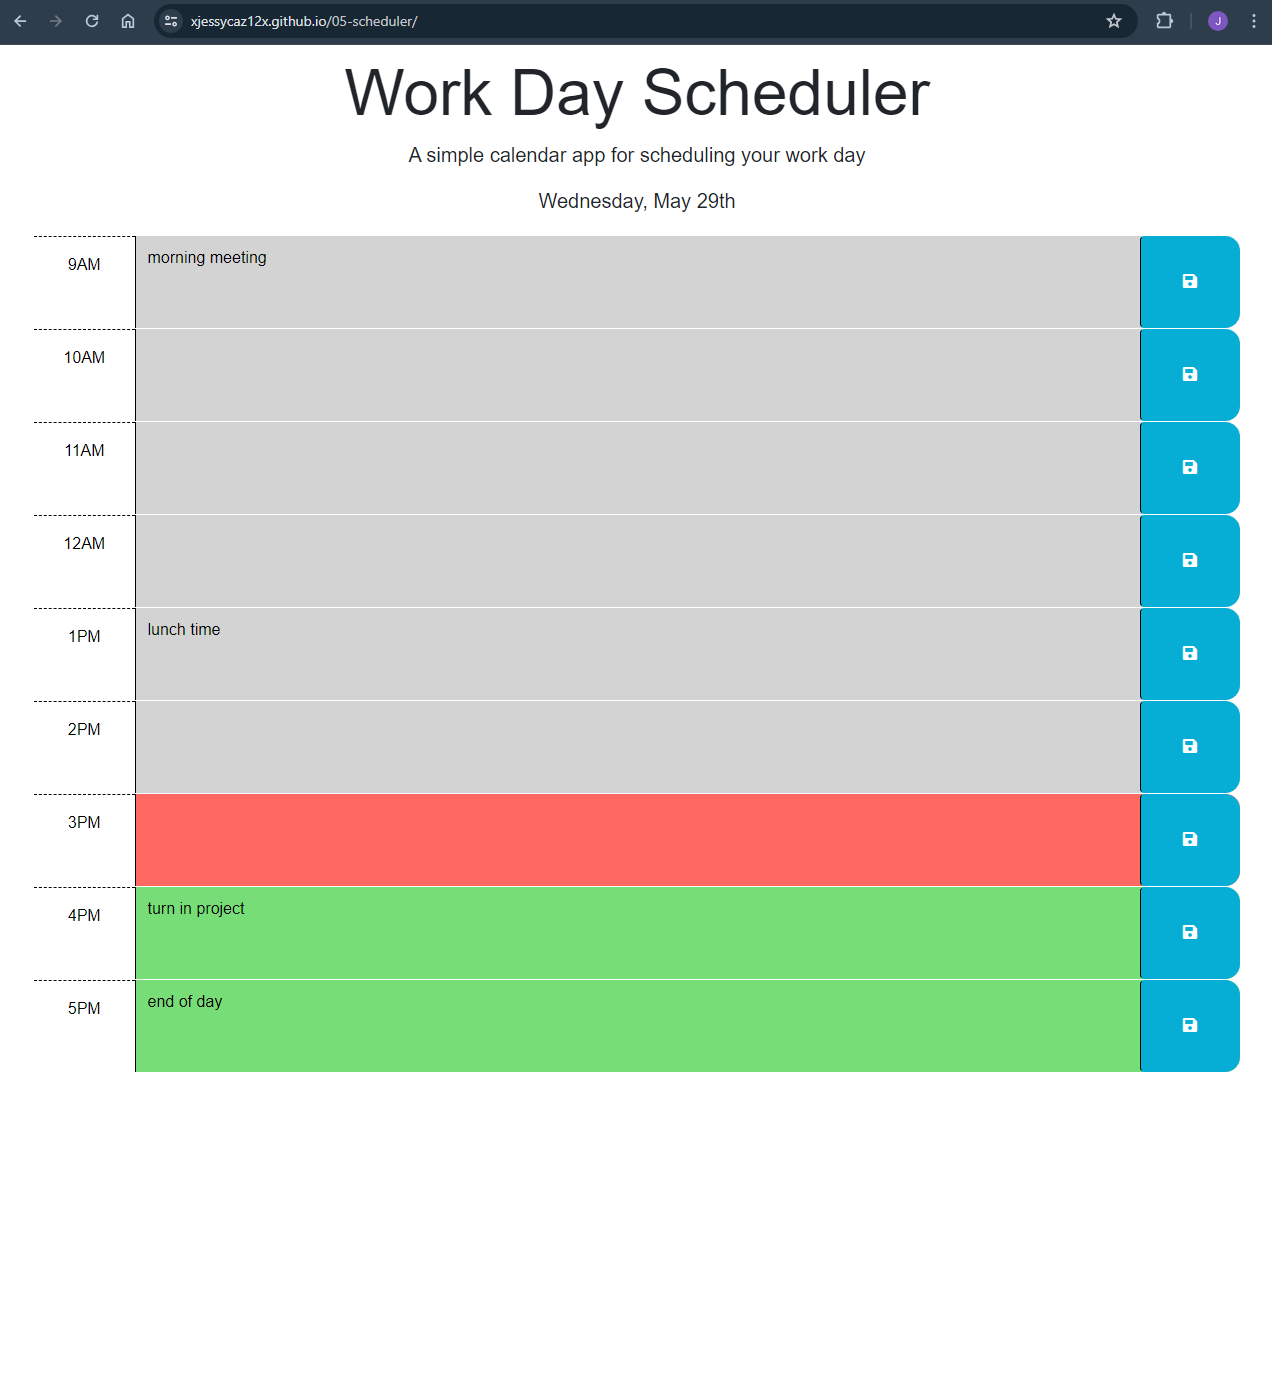 xjessycaz12x.github.io/05-scheduler/
J
Work Day Scheduler
A simple calendar app for scheduling your work day
Wednesday, May 29th
9AM
morning meeting
10AM
11AM
12AM
1PM
lunch time
2PM
3PM
4PM
turn in project
5PM
end of day